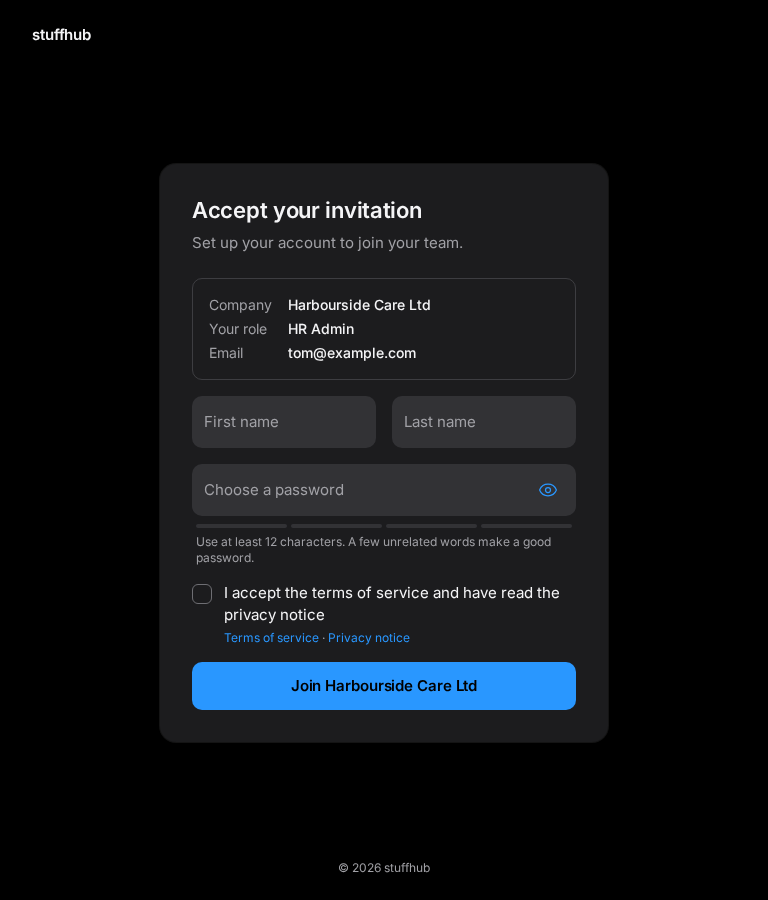 stuffhub
Accept your invitation
Set up your account to join your team.
Company Harbourside Care Ltd
Your role HR Admin
Email tom@example.com
First name Last name
Choose a password
Use at least 12 characters. A few unrelated words make a good
password.
I accept the terms of service and have read the
privacy notice
Terms of service · Privacy notice
Join Harbourside Care Ltd
© 2026 stuffhub